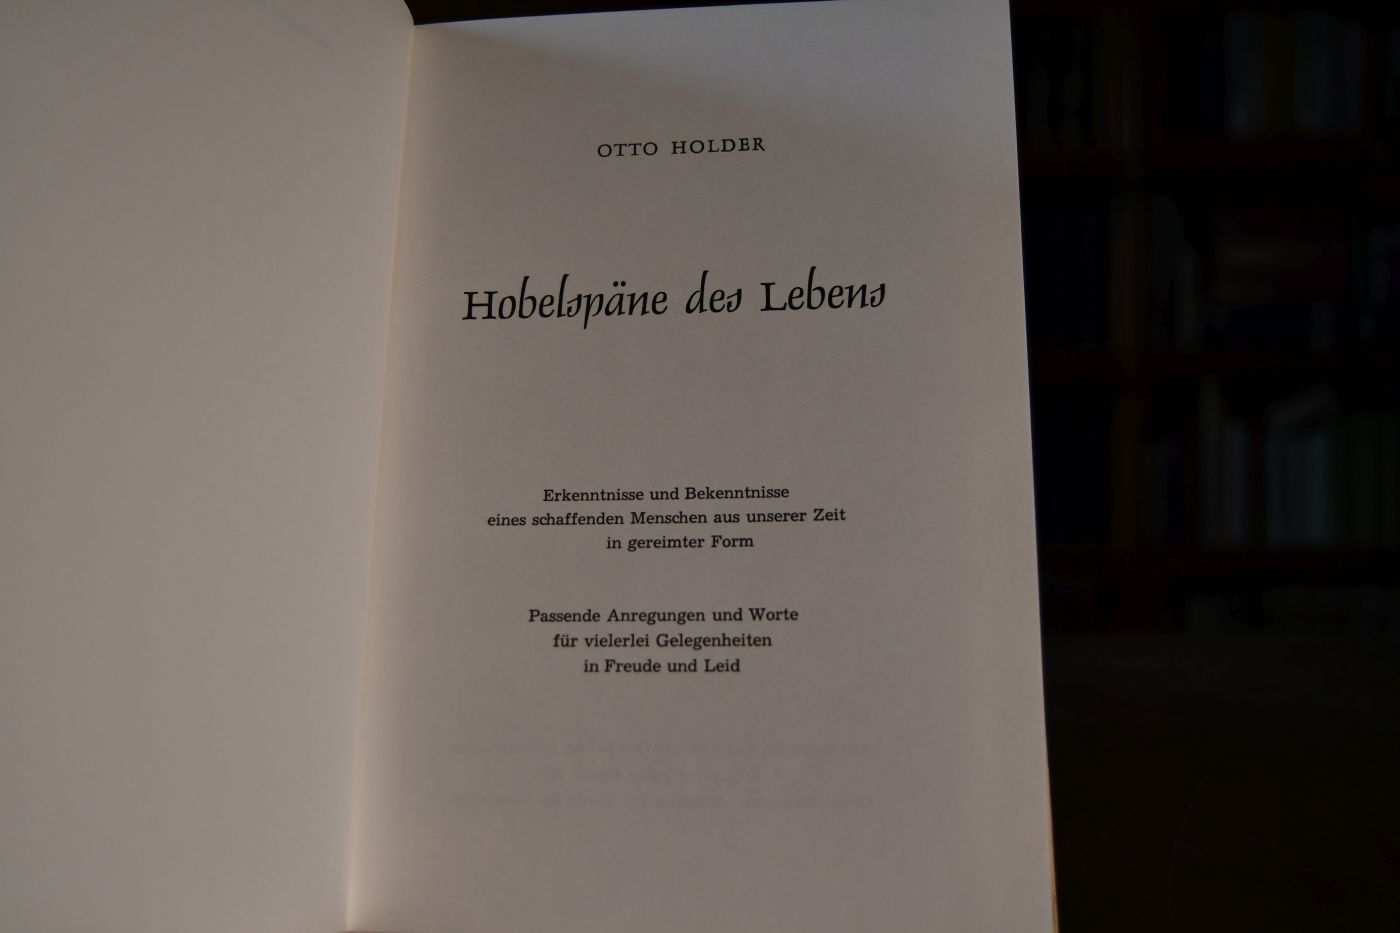 OTTO HOLDER
Hobelspäne des Lebens
Erkenntnisse und Bekenntnisse
eines schaffenden Menschen aus unserer Zeit
in gereimter Form
Passende Anregungen und Worte
für vielerlei Gelegenheiten
in Freude und Leid